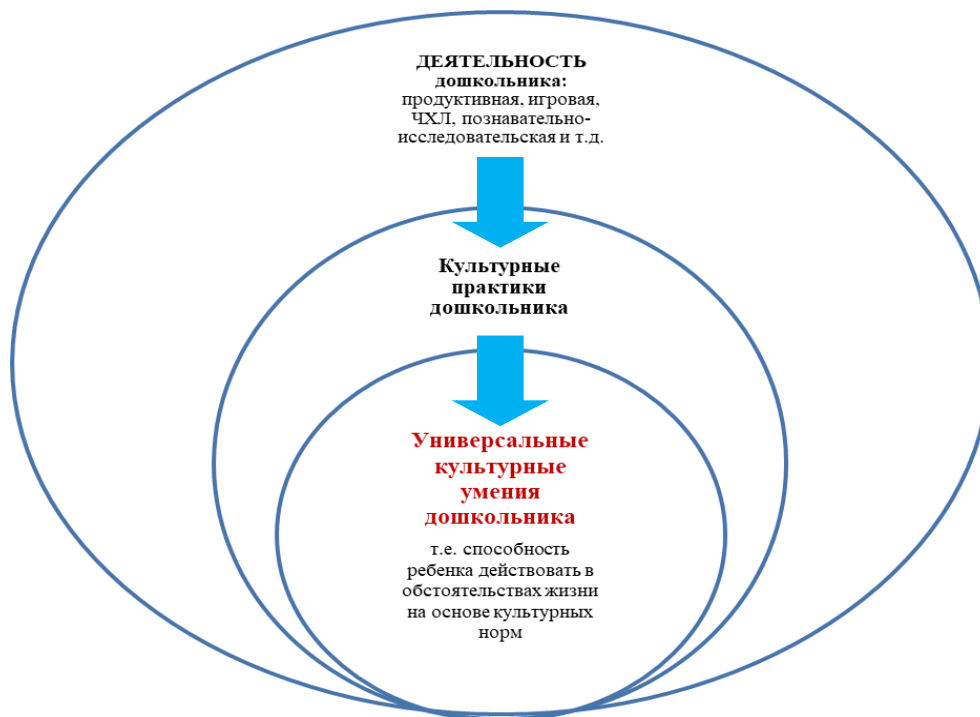 ДЕЯТЕЛЬНОСТЬ
дошкольника:
продуктивная, игровая,
ЧХЛ, познавательно-
исследовательская и т.д.
Культурные
практики
дошкольника
Универсальные
культурные
умения
дошкольника
т.е. способность
ребенка действовать в
обстоятельствах жизни
на основе культурных
норм